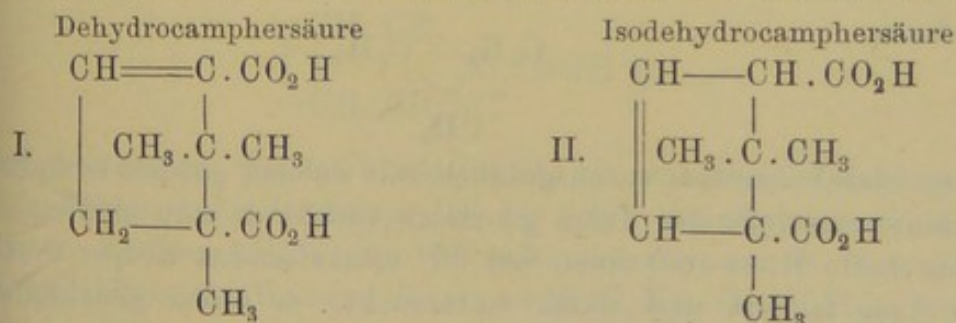 Dehydrocamphersäure Isodehydrocamphersäure
CH═C.CO₂H CH—CH.CO₂H
I. CH₃.C.CH₃ II. CH₃.C.CH₃
CH₂—C.CO₂H CH—C.CO₂H
CH₃ CH₃